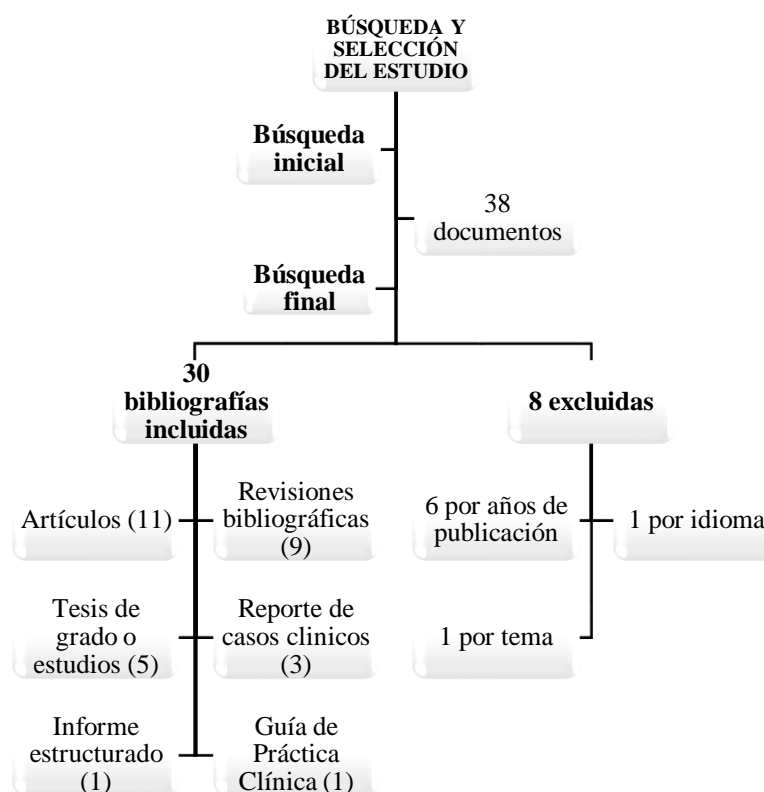 BÚSQUEDA Y
SELECCIÓN
DEL ESTUDIO
Búsqueda
inicial
38
documentos
Búsqueda
final
30
bibliografías
incluidas
8 excluidas
Artículos (11)
Revisiones
bibliográficas
(9)
6 por años de
publicación
1 por idioma
Tesis de
grado o
estudios (5)
Reporte de
casos clinicos
(3)
1 por tema
Informe
estructurado
(1)
Guía de
Práctica
Clínica (1)